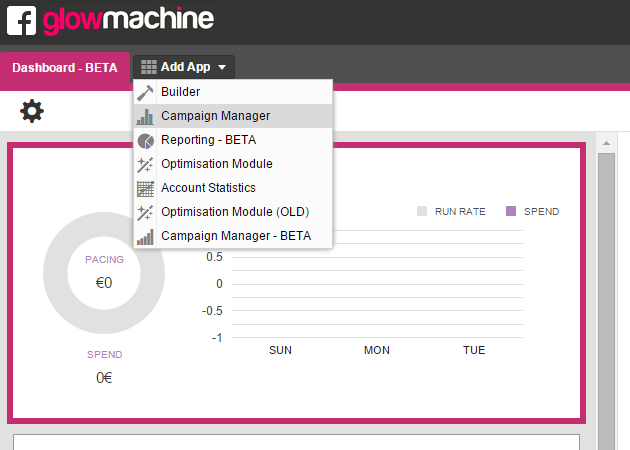 glowmachine
Dashboard - BETA
Add App
Builder
Campaign Manager
Reporting - BETA
Optimisation Module
Account Statistics
Optimisation Module (OLD)
Campaign Manager - BETA
RUN RATE SPEND
PACING
€0
SPEND
0€
0.5
0
-0.5
-1
SUN MON TUE